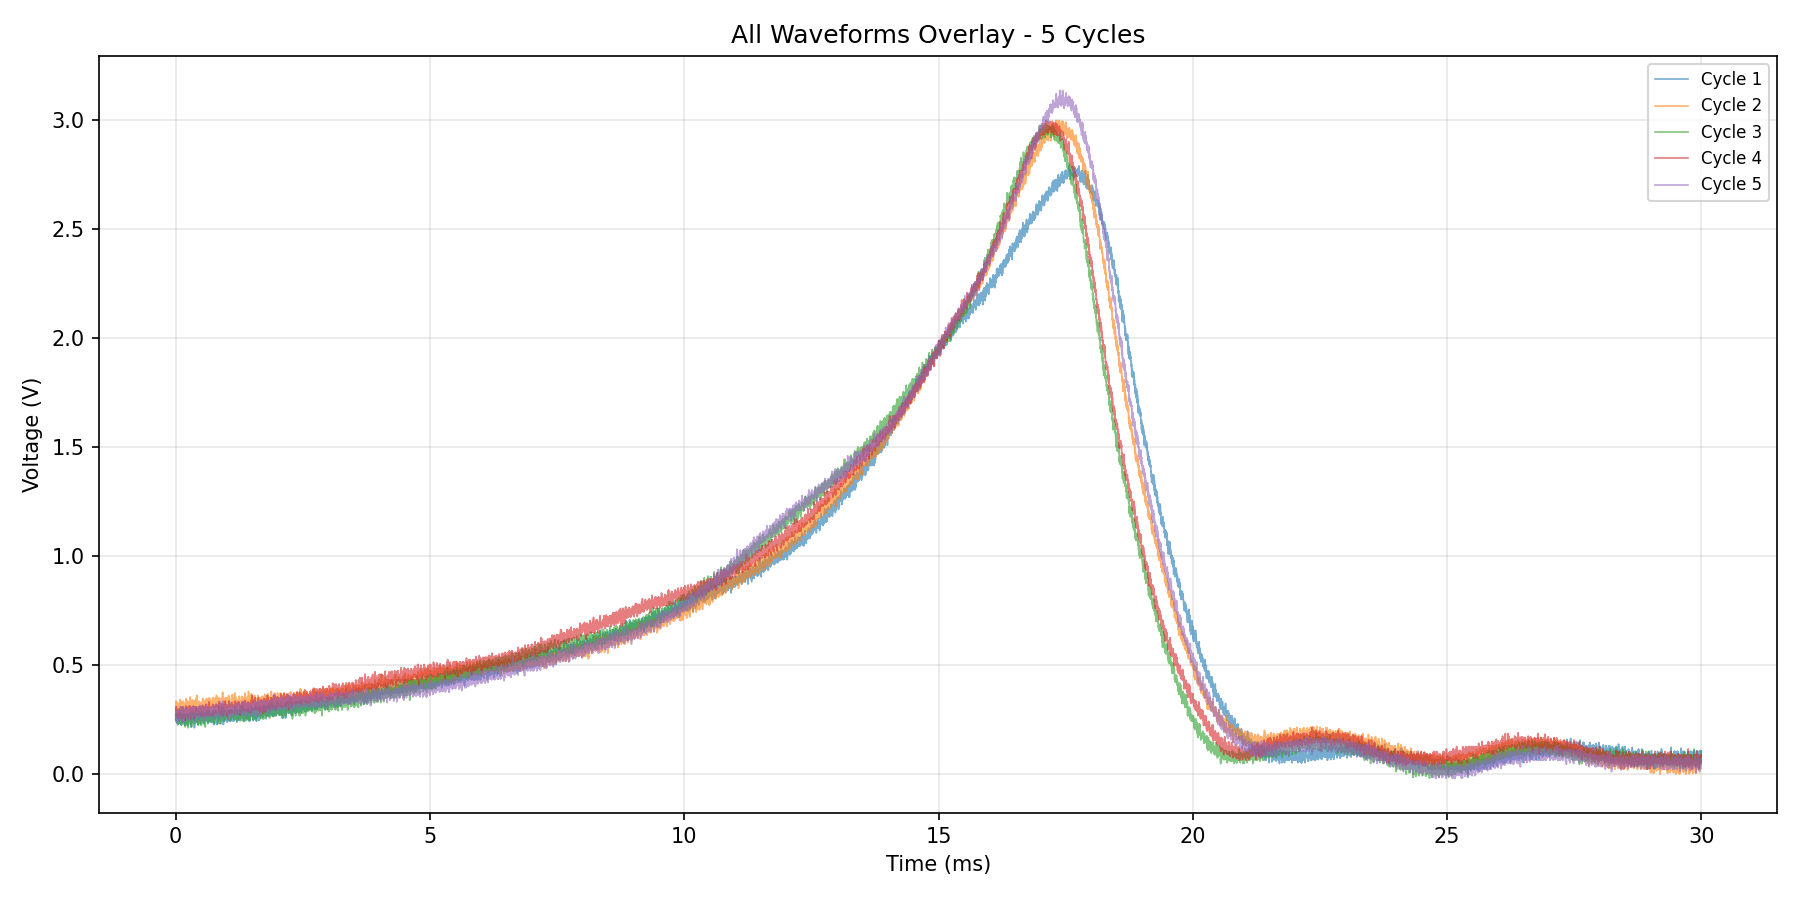 All Waveforms Overlay - 5 Cycles
Cycle 1
Cycle 2
Cycle 3
Cycle 4
Cycle 5
Voltage (V)
3.0
2.5
2.0
1.5
1.0
0.5
0.0
0 5 10 15 20 25 30
Time (ms)